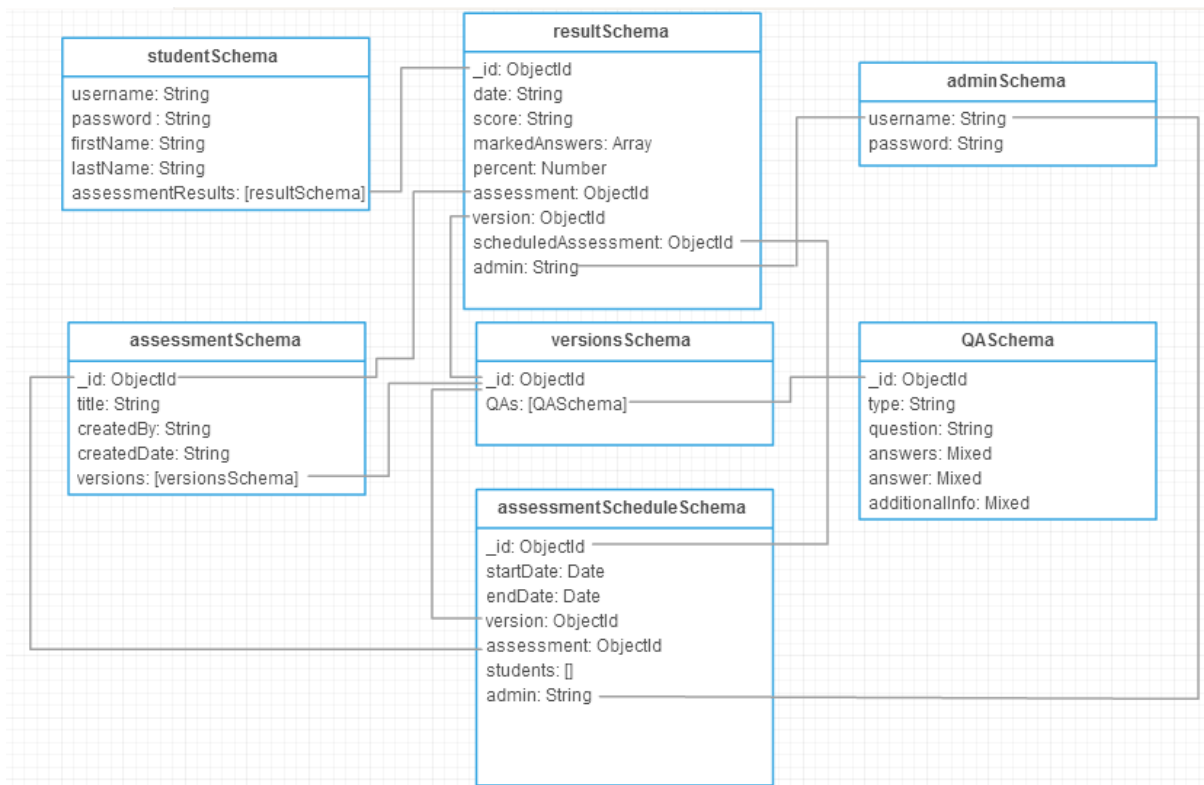 studentSchema
username: String
password : String
firstName: String
lastName: String
assessmentResults: [resultSchema]
resultSchema
_id: ObjectId
date: String
score: String
markedAnswers: Array
percent: Number
assessment: ObjectId
version: ObjectId
scheduledAssessment: ObjectId
admin: String
adminSchema
username: String
password: String
assessmentSchema
_id: ObjectId
title: String
createdBy: String
createdDate: String
versions: [versionsSchema]
versionsSchema
_id: ObjectId
QAs: [QASchema]
QASchema
_id: ObjectId
type: String
question: String
answers: Mixed
answer: Mixed
additionalInfo: Mixed
assessmentScheduleSchema
_id: ObjectId
startDate: Date
endDate: Date
version: ObjectId
assessment: ObjectId
students: []
admin: String